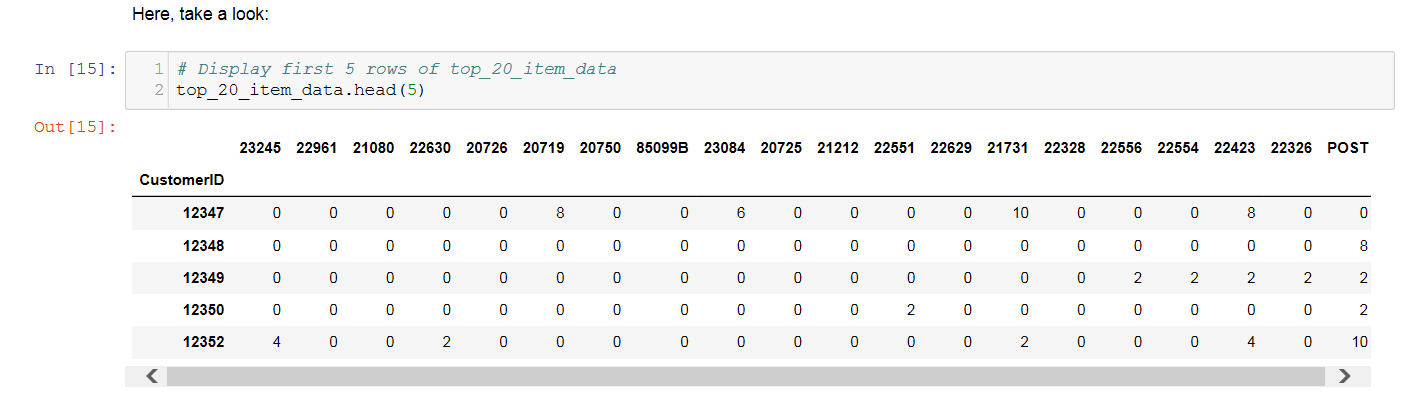 Here, take a look:
In [15]: 1 # Display first 5 rows of top_20_item_data
2 top_20_item_data.head(5)
Out[15]:
23245 22961 21080 22630 20726 20719 20750 85099B 23084 20725 21212 22551 22629 21731 22328 22556 22554 22423 22326 POST
CustomerID
12347 0 0 0 0 0 8 0 0 6 0 0 0 0 10 0 0 0 8 0 0
12348 0 0 0 0 0 0 0 0 0 0 0 0 0 0 0 0 0 0 0 8
12349 0 0 0 0 0 0 0 0 0 0 0 0 0 0 0 2 2 2 2 2
12350 0 0 0 0 0 0 0 0 0 0 0 2 0 0 0 0 0 0 0 2
12352 4 0 0 2 0 0 0 0 0 0 0 0 0 2 0 0 0 4 0 10